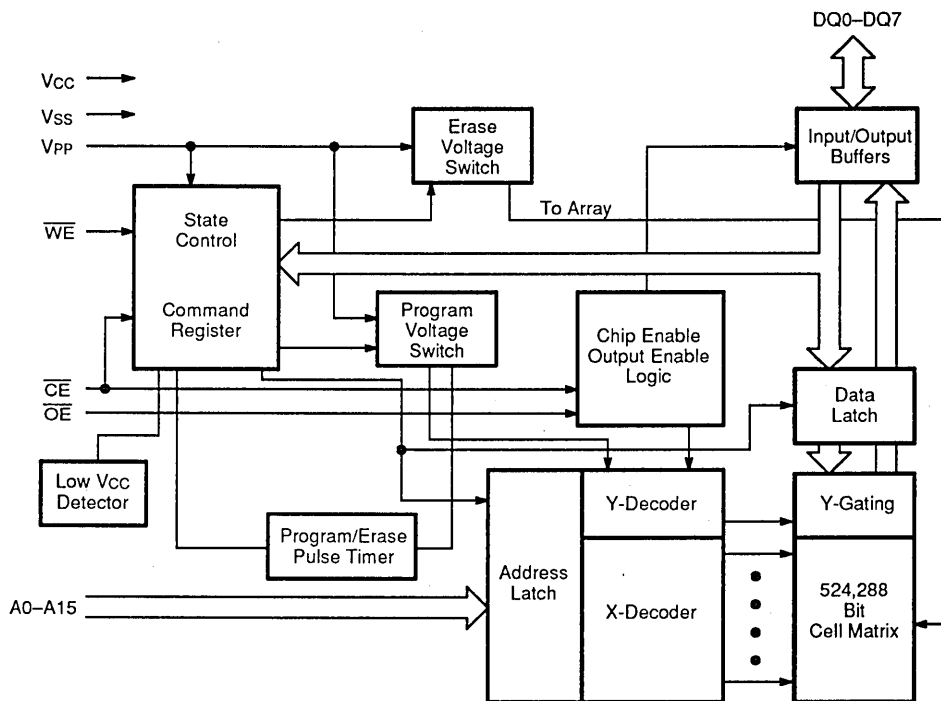 DQ0–DQ7
VCC
VSS
VPP
Erase
Voltage
Switch
Input/Output
Buffers
To Array
WE
State
Control
Command
Register
Program
Voltage
Switch
Chip Enable
Output Enable
Logic
CE
OE
Data
Latch
Low VCC
Detector
Program/Erase
Pulse Timer
Y-Decoder
Y-Gating
Address
Latch
X-Decoder
524,288
Bit
Cell Matrix
A0–A15